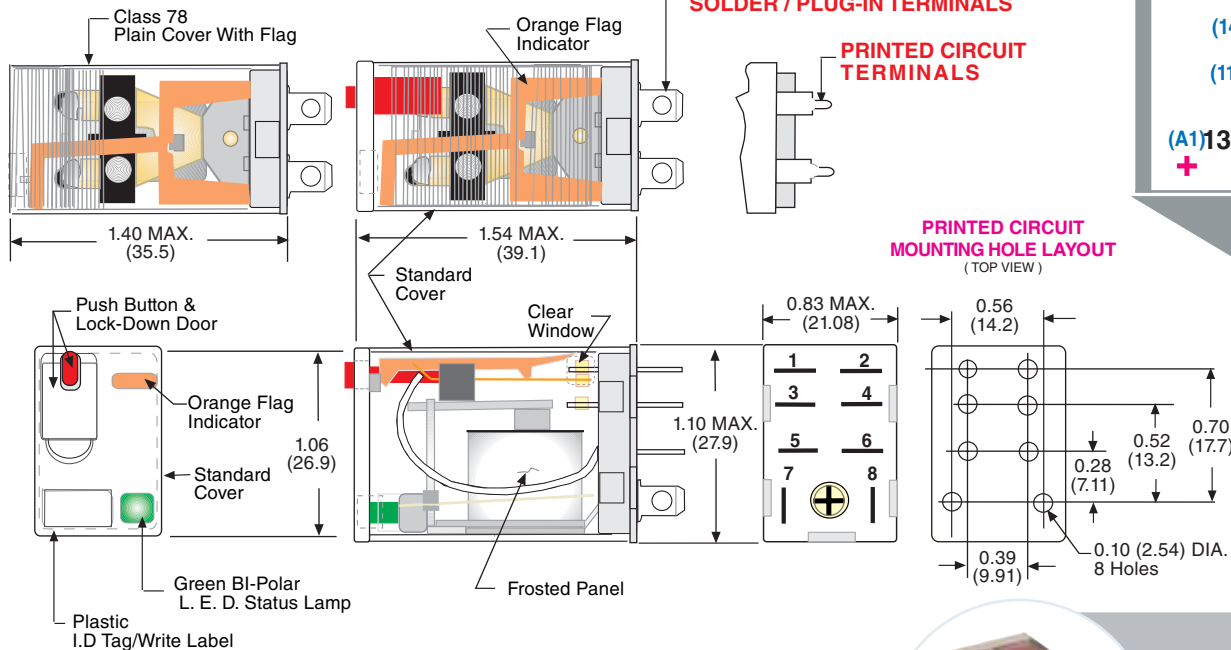 Class 78
Plain Cover With Flag
Orange Flag
Indicator
SOLDER / PLUG-IN TERMINALS
PRINTED CIRCUIT
TERMINALS
(A1)13
+
1.40 MAX.
(35.5)
1.54 MAX.
(39.1)
Standard
Cover
PRINTED CIRCUIT
MOUNTING HOLE LAYOUT
( TOP VIEW )
Push Button &
Lock-Down Door
Orange Flag
Indicator
1.06
(26.9)
Standard
Cover
Green BI-Polar
L. E. D. Status Lamp
Plastic
I.D Tag/Write Label
Clear
Window
1.10 MAX.
(27.9)
Frosted Panel
0.83 MAX.
(21.08)
1 2
3 4
5 6
7 8
0.56
(14.2)
0.70
(17.7)
0.52
(13.2)
0.28
(7.11)
0.39
(9.91)
0.10 (2.54) DIA.
8 Holes